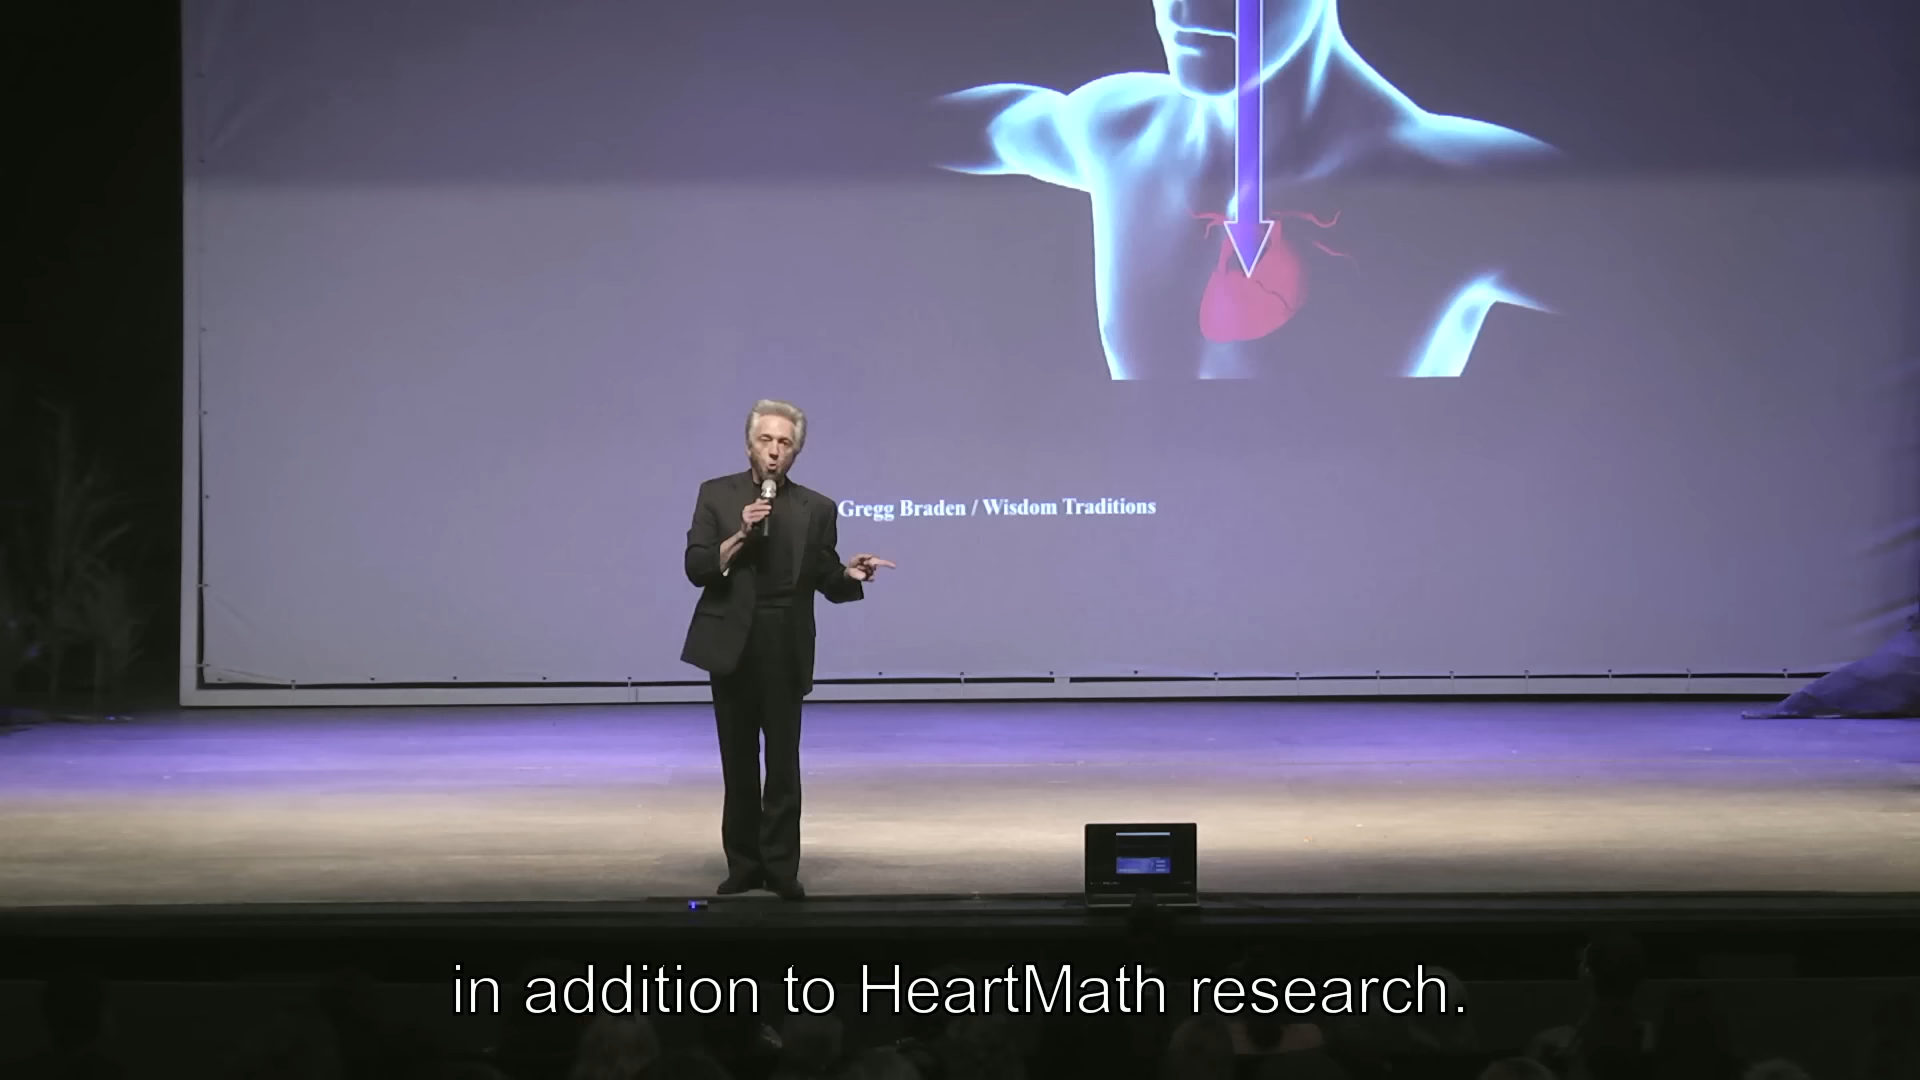 Gregg Braden / Wisdom Traditions
in addition to HeartMath research.